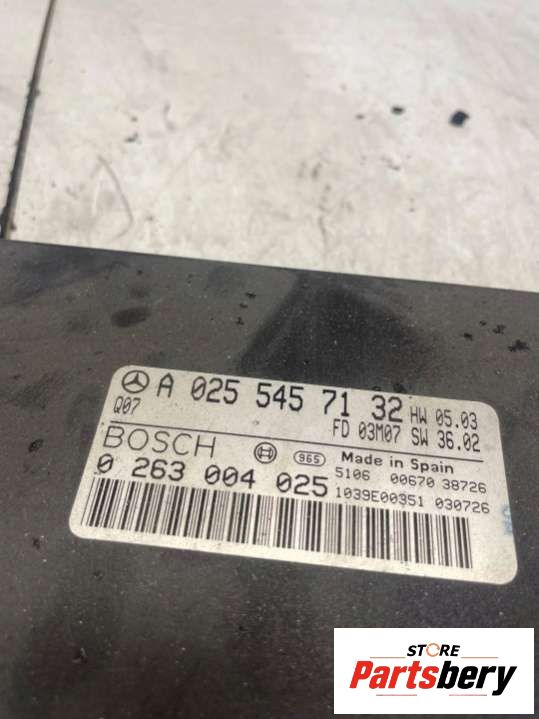 A 025 545 71 32 HW 05.03
Q07 FD 03M07 SW 36.02
BOSCH 965 Made in Spain
0 263 004 025 5106 00670 38726
1039E00351 030726
STORE
Partsbery